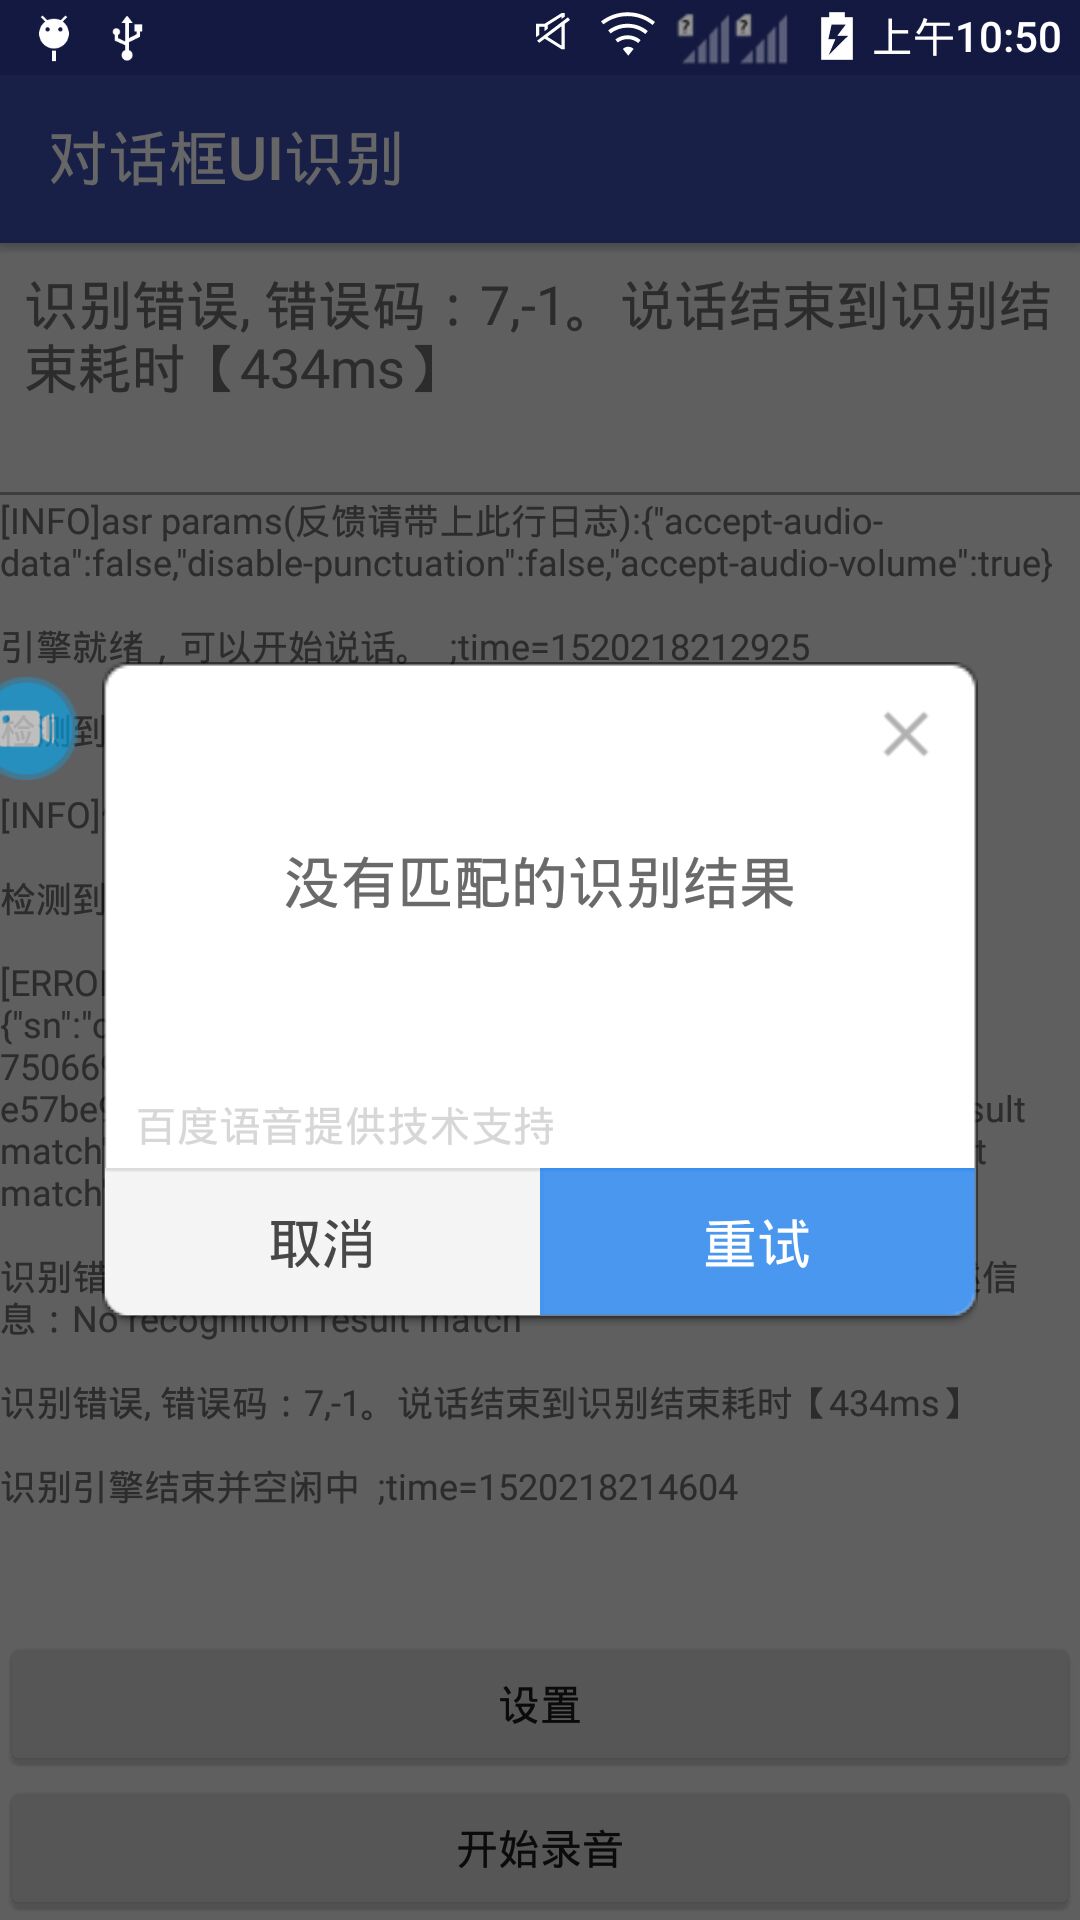 上午10:50
对话框UI识别
识别错误, 错误码：7,-1。 说话结束到识别结
束耗时【434ms】
[INFO]asr params(反馈请带上此行日志):{"accept-audio-
data":false,"disable-punctuation":false,"accept-audio-volume":true}
引擎就绪，可以开始说话。 ;time=1520218212925
检测到
[INFO]
没有匹配的识别结果
检测到
[ERRO
{"sn":"
75066
e57be
sult
match
t
match
百度语音提供技术支持
取消
重试
识别错
信
息：No recognition result match
识别错误, 错误码：7,-1。 说话结束到识别结束耗时【434ms】
识别引擎结束并空闲中 ;time=1520218214604
设置
开始录音